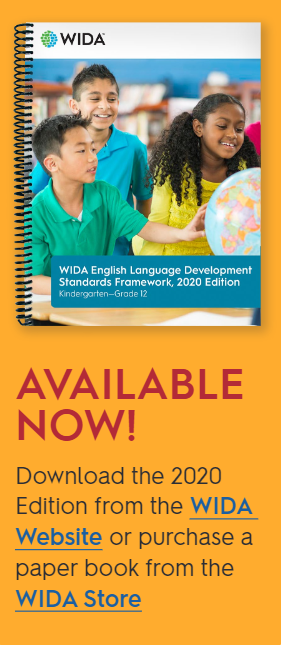 WIDA
WIDA English Language Development
Standards Framework, 2020 Edition
Kindergarten—Grade 12
AVAILABLE
NOW!
Download the 2020
Edition from the WIDA
Website or purchase a
paper book from the
WIDA Store